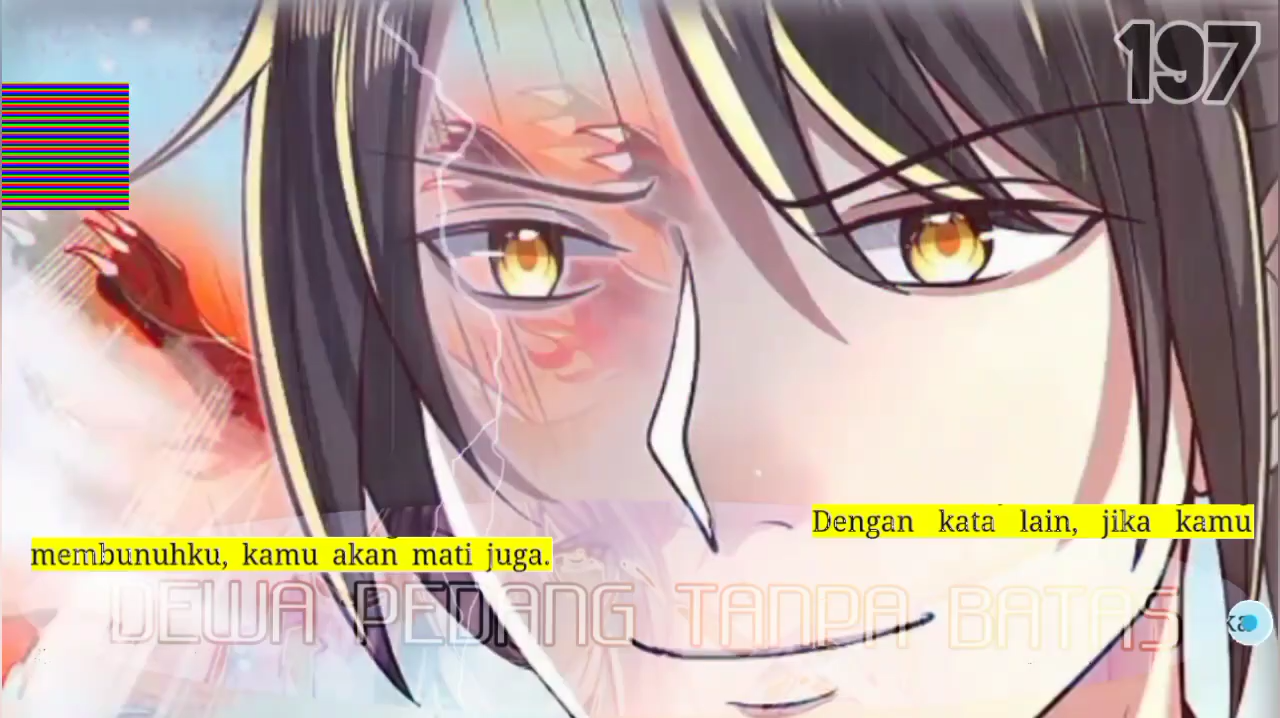 197
Dengan kata lain, jika kamu
membunuhku, kamu akan mati juga.
DEWA PEDANG TANPA BATAS